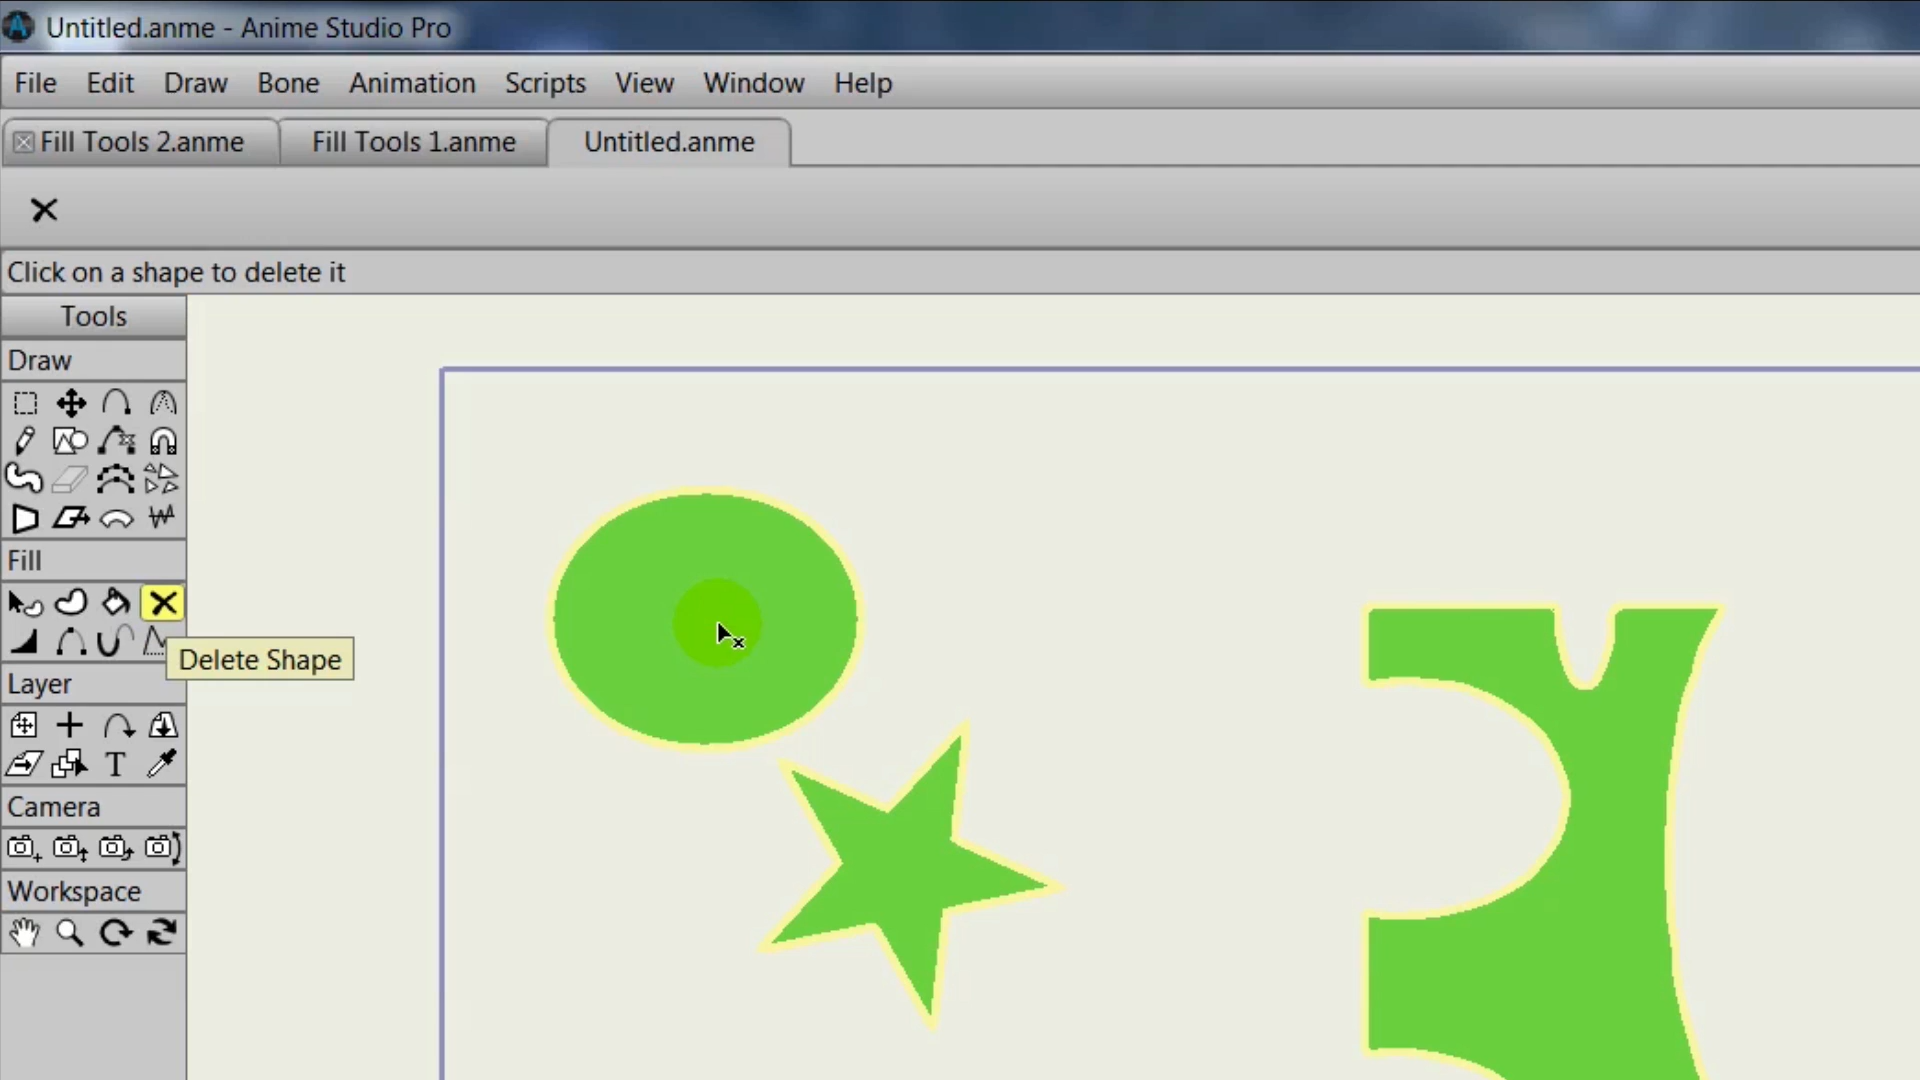 Untitled.anme - Anime Studio Pro
File Edit Draw Bone Animation Scripts View Window Help
Fill Tools 2.anme Fill Tools 1.anme Untitled.anme
Click on a shape to delete it
Tools
Draw
Fill
Delete Shape
Layer
T
Camera
Workspace